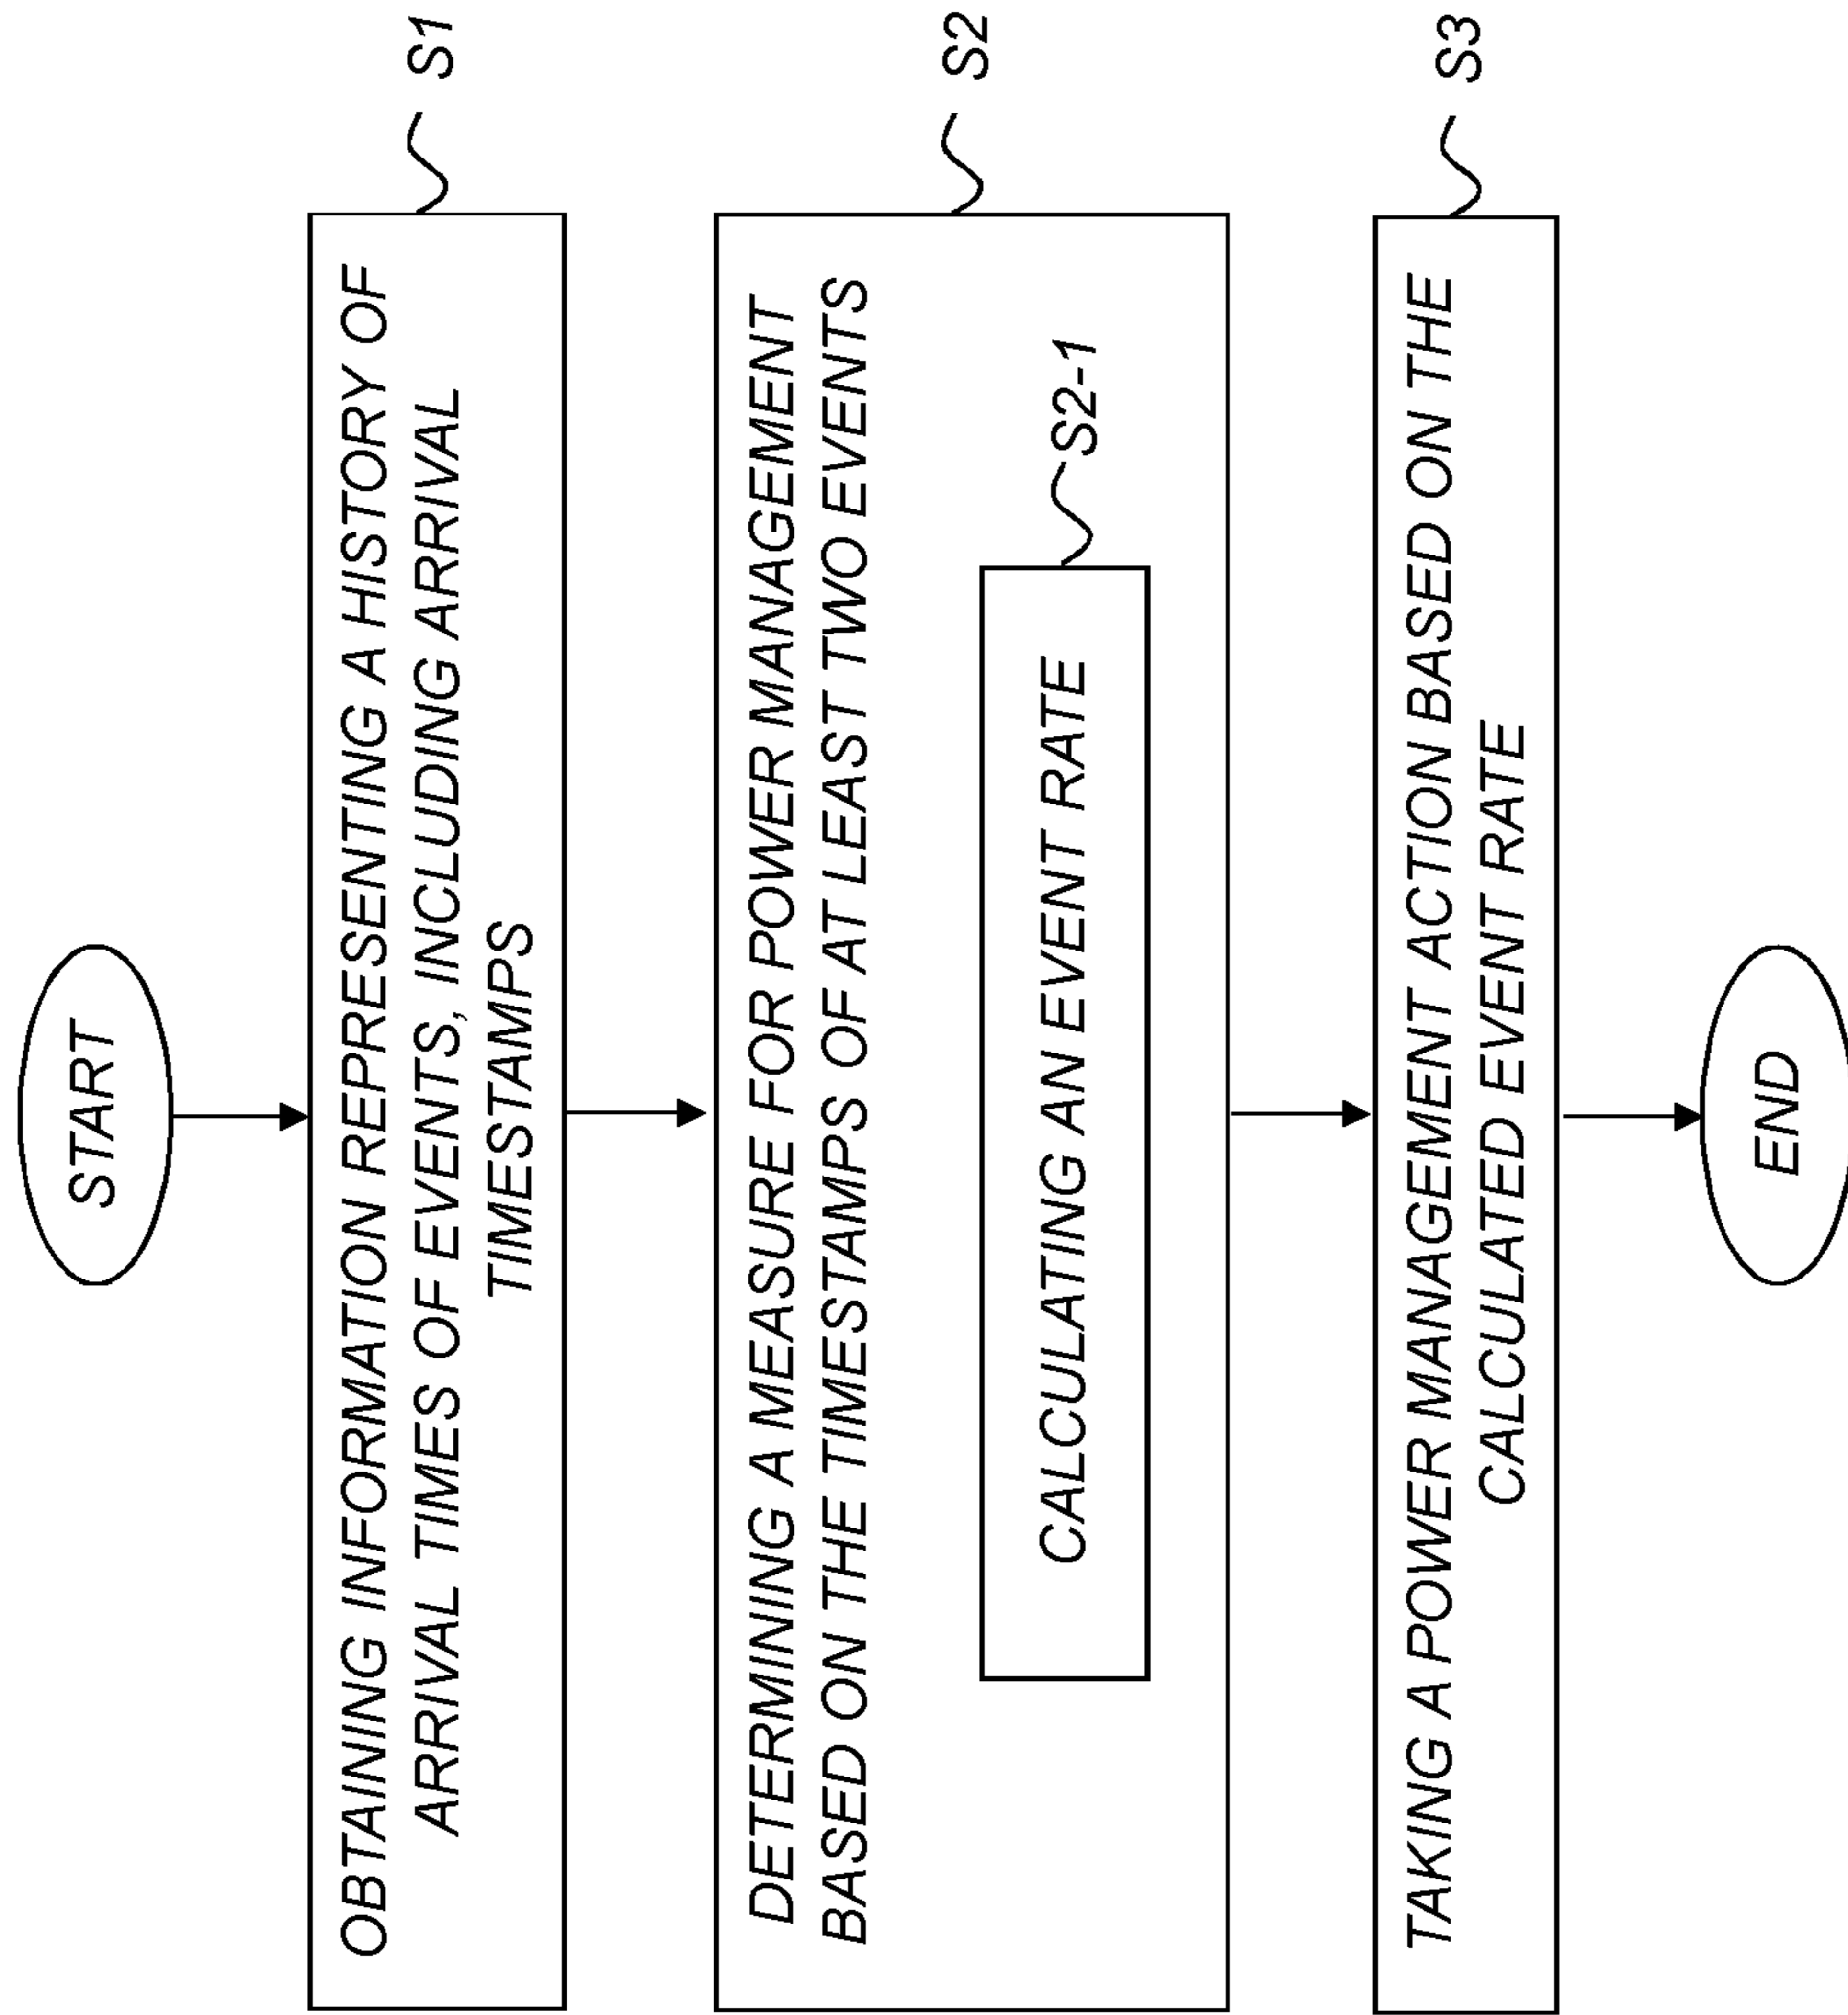 START
OBTAINING INFORMATION REPRESENTING A HISTORY OF
ARRIVAL TIMES OF EVENTS, INCLUDING ARRIVAL
TIMESTAMPS
S1
DETERMINING A MEASURE FOR POWER MANAGEMENT
BASED ON THE TIMESTAMPS OF AT LEAST TWO EVENTS
S2
CALCULATING AN EVENT RATE
S2-1
TAKING A POWER MANAGEMENT ACTION BASED ON THE
CALCULATED EVENT RATE
S3
END